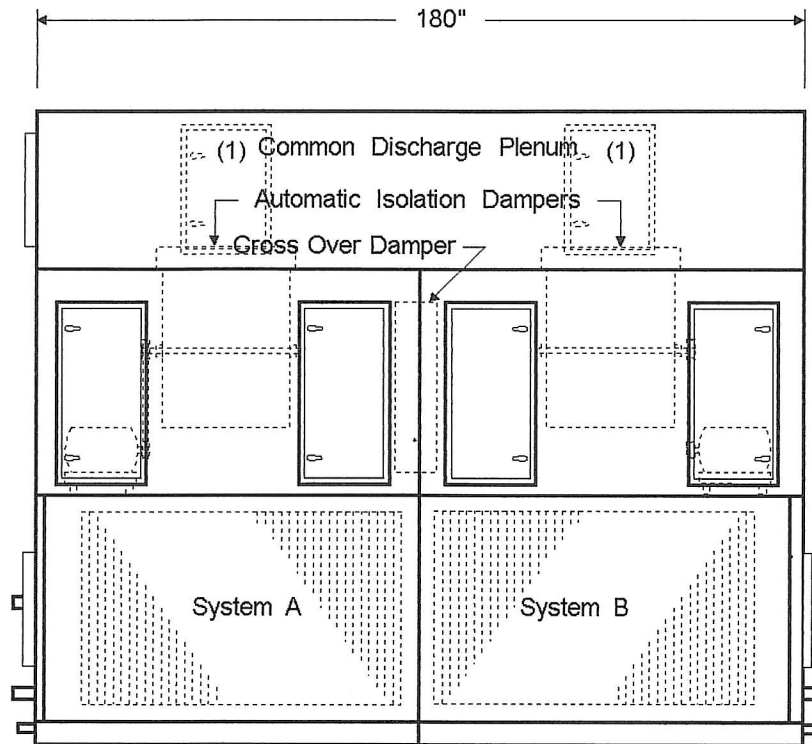 180"
(1) Common Discharge Plenum (1)
Automatic Isolation Dampers
Cross Over Damper
System A
System B